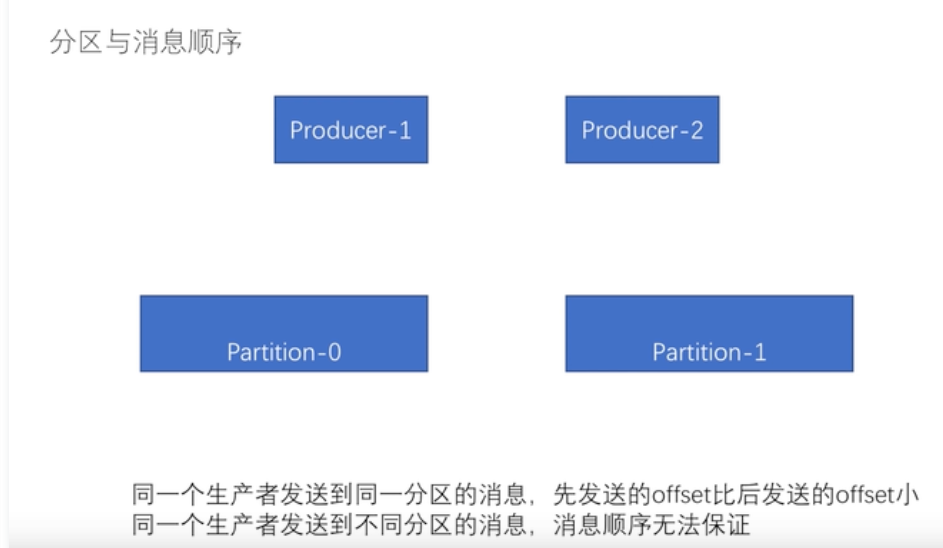 分区与消息顺序
Producer-1
Producer-2
Partition-0
Partition-1
同一个生产者发送到同一分区的消息，先发送的offset比后发送的offset小
同一个生产者发送到不同分区的消息，消息顺序无法保证